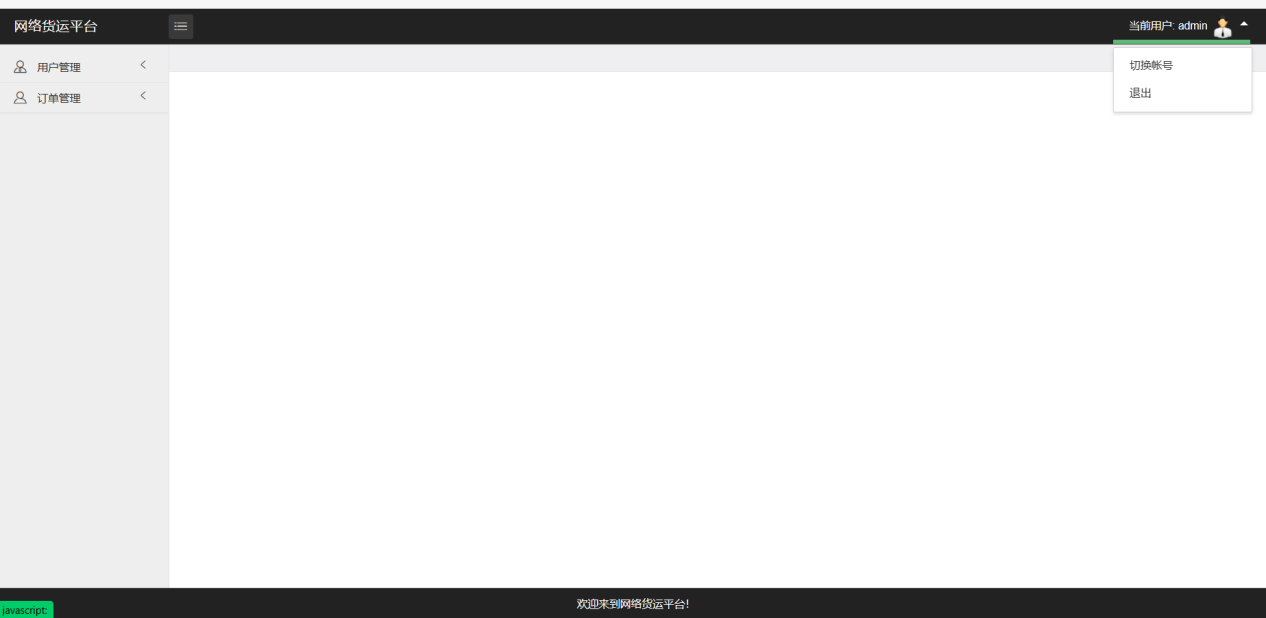 网络货运平台
当前用户: admin
用户管理
订单管理
切换帐号
退出
欢迎来到网络货运平台!
javascript: